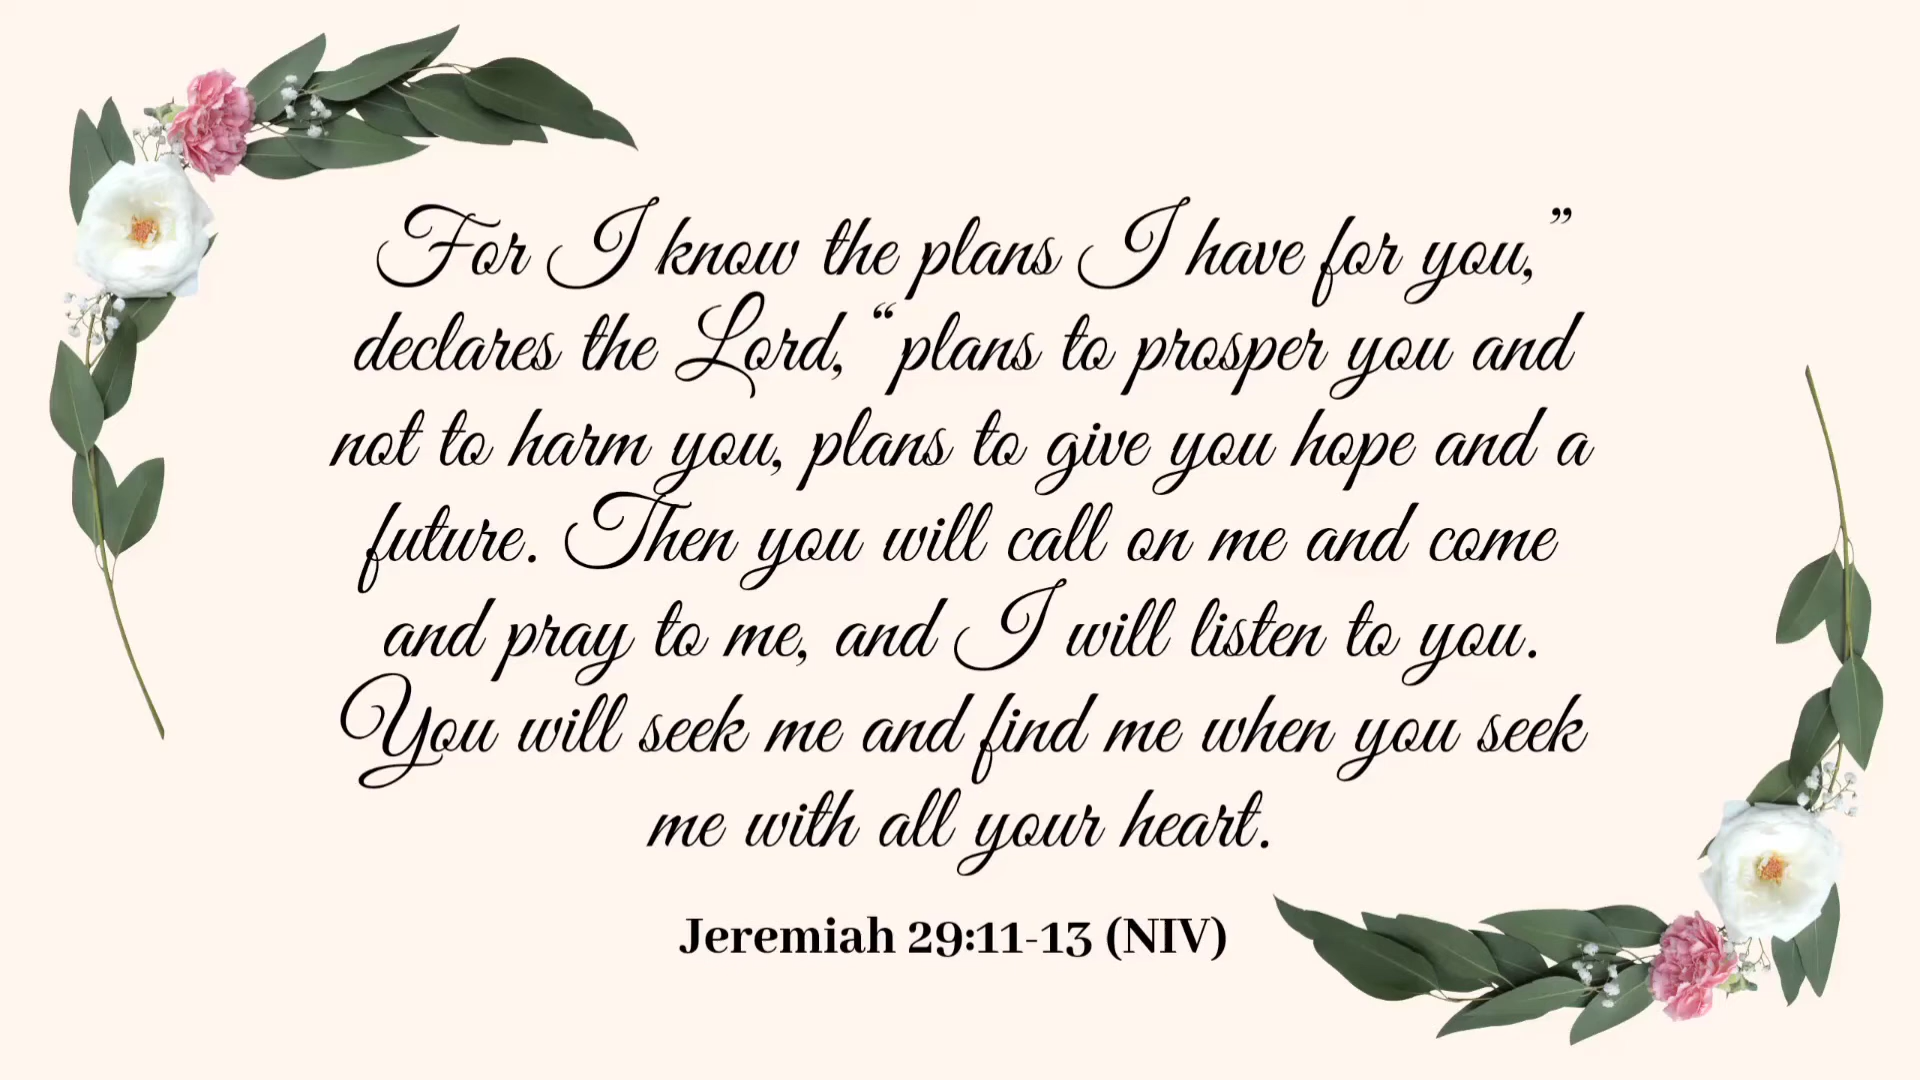 For I know the plans I have for you,”
declares the Lord, “plans to prosper you and
not to harm you, plans to give you hope and a
future. Then you will call on me and come
and pray to me, and I will listen to you.
You will seek me and find me when you seek
me with all your heart.
Jeremiah 29:11-13 (NIV)